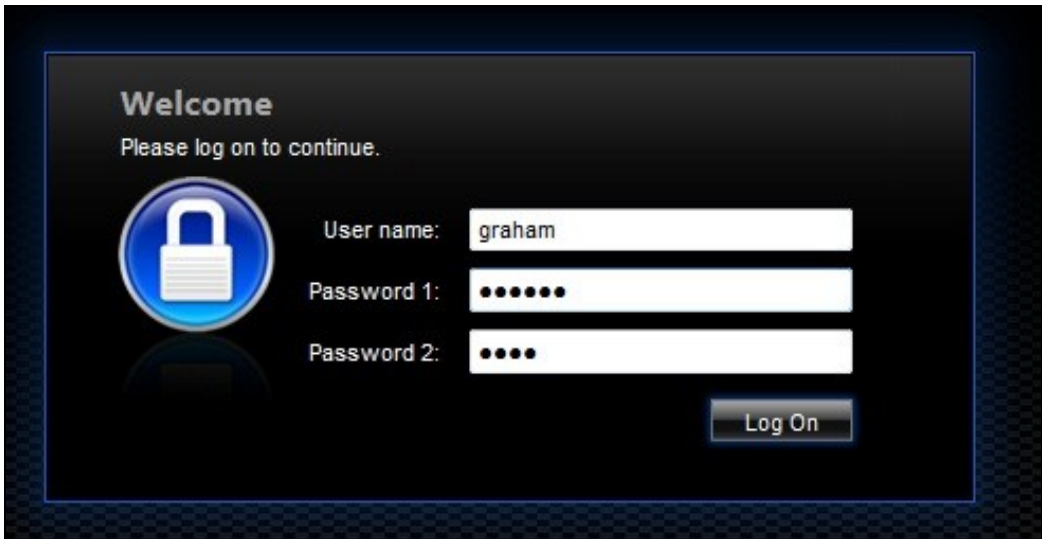 Welcome
Please log on to continue.
User name: graham
Password 1: ••••••
Password 2: ••••
Log On